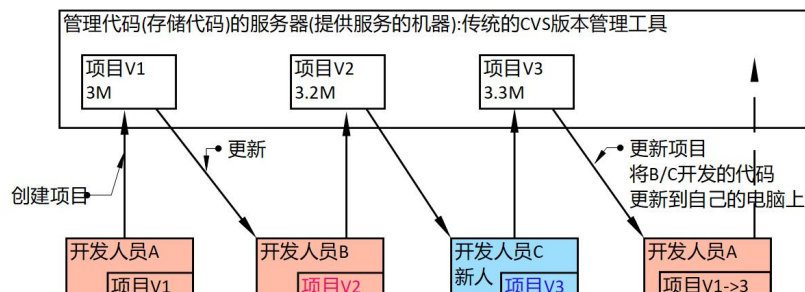 管理代码(存储代码)的服务器(提供服务的机器):传统的CVS版本管理工具
项目V1
3M
项目V2
3.2M
项目V3
3.3M
创建项目
更新
更新项目
将B/C开发的代码
更新到自己的电脑上
开发人员A
项目V1
开发人员B
项目V2
开发人员C
新人
项目V3
开发人员A
项目V1->3